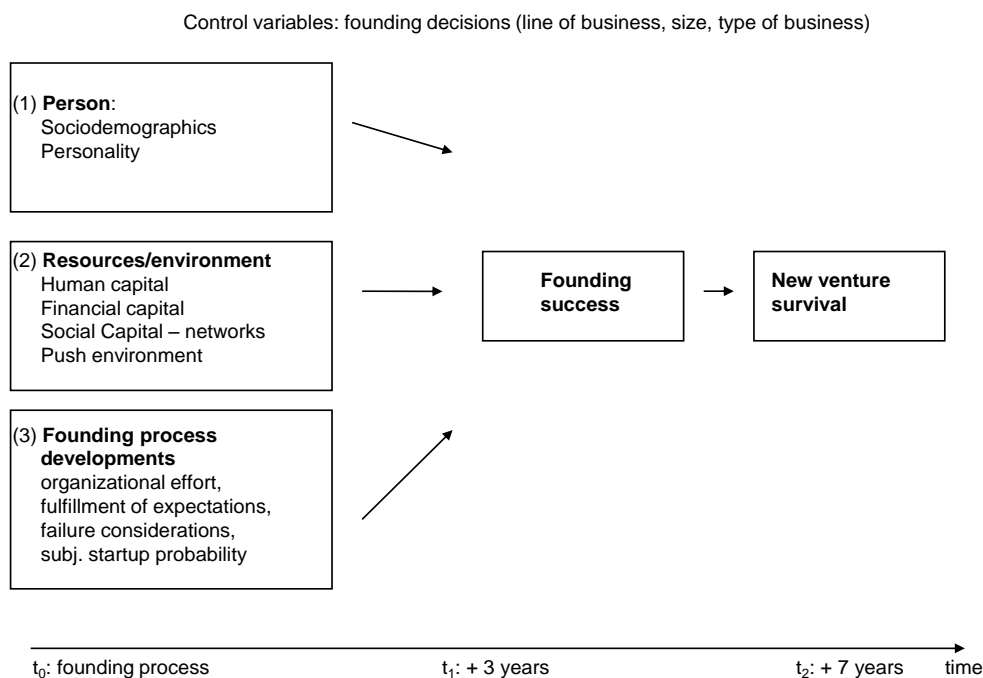 Control variables: founding decisions (line of business, size, type of business)
(1) Person:
Sociodemographics
Personality
(2) Resources/environment
Human capital
Financial capital
Social Capital – networks
Push environment
(3) Founding process
developments
organizational effort,
fulfillment of expectations,
failure considerations,
subj. startup probability
Founding
success
New venture
survival
t0: founding process
t1: + 3 years
t2: + 7 years
time